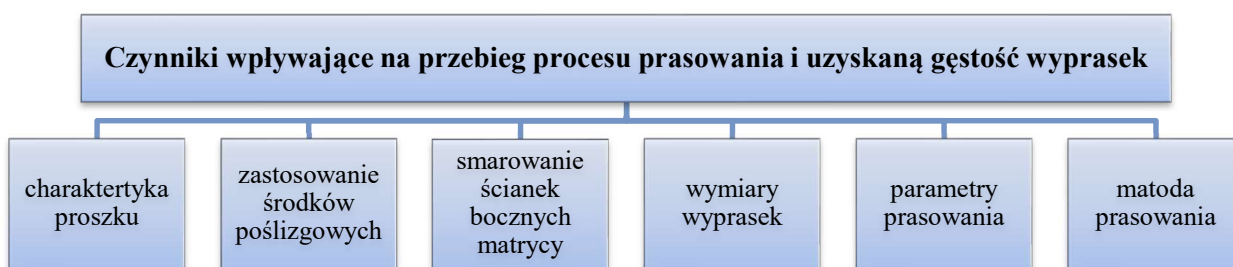 Czynniki wpływające na przebieg procesu prasowania i uzyskaną gęstość wyprasek
charaktertyka
proszku
zastosowanie
środków
poślizgowych
smarowanie
ścianek
bocznych
matrycy
wymiary
wyprasek
parametry
prasowania
matoda
prasowania